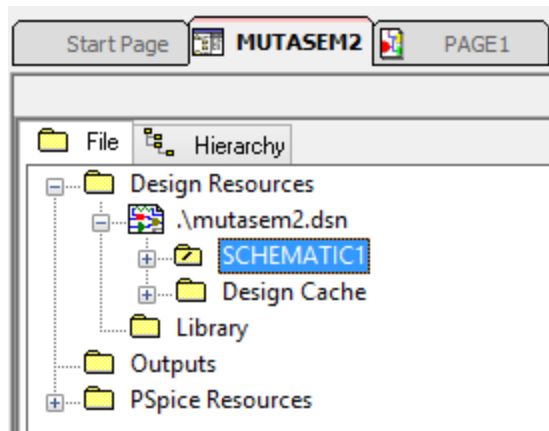 Start Page MUTASEM2 PAGE1
File Hierarchy
Design Resources
.\mutasem2.dsn
SCHEMATIC1
Design Cache
Library
Outputs
PSpice Resources